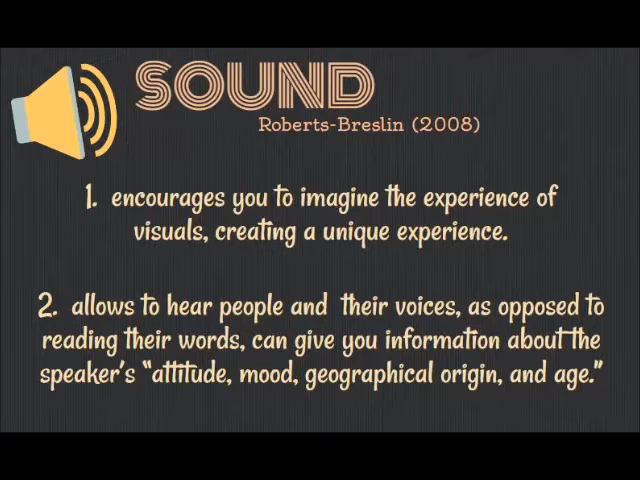 SOUND
Roberts-Breslin (2008)
1. encourages you to imagine the experience of
visuals, creating a unique experience.
2. allows to hear people and their voices, as opposed to
reading their words, can give you information about the
speaker's "attitude, mood, geographical origin, and age."